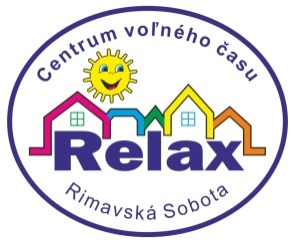 Centrum voľného času
Relax
Rimavská Sobota